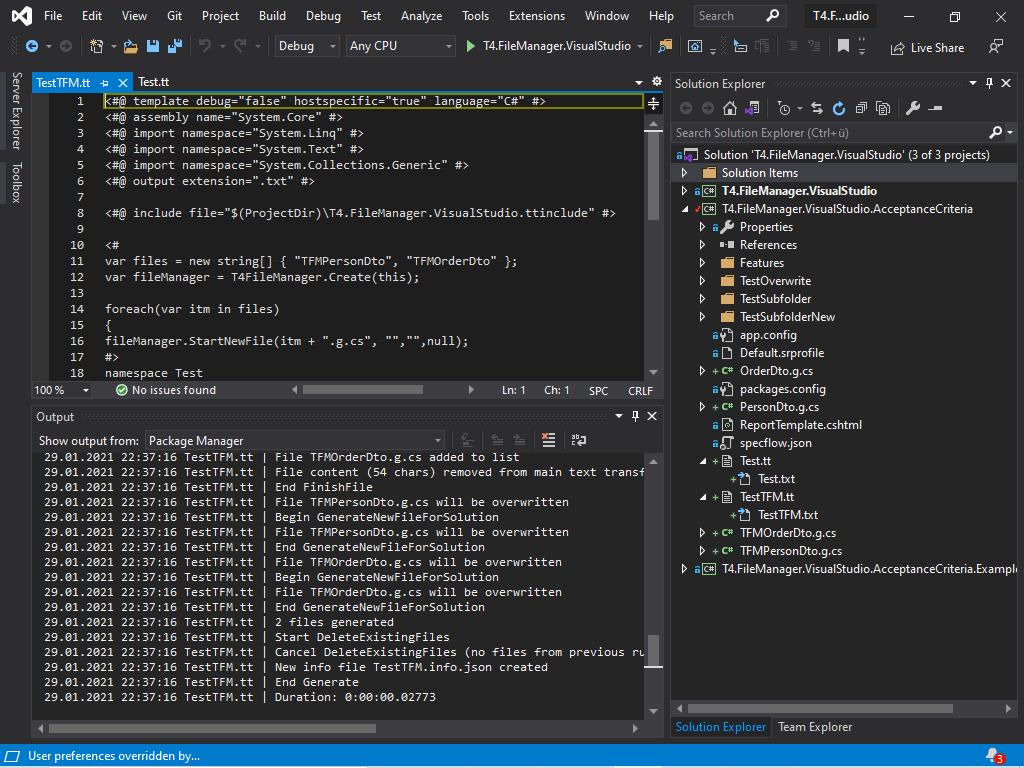 File Edit View Git Project Build Debug Test Analyze Tools Extensions Window Help Search T4.F...udio
Debug Any CPU T4.FileManager.VisualStudio Live Share
Server Explorer
Toolbox
TestTFM.tt Test.tt
1 <#@ template debug="false" hostspecific="true" language="C#" #>
2 <#@ assembly name="System.Core" #>
3 <#@ import namespace="System.Linq" #>
4 <#@ import namespace="System.Text" #>
5 <#@ import namespace="System.Collections.Generic" #>
6 <#@ output extension=".txt" #>
7
8 <#@ include file="$(ProjectDir)\T4.FileManager.VisualStudio.ttinclude" #>
9
10 <#
11 var files = new string[] { "TFMPersonDto", "TFMOrderDto" };
12 var fileManager = T4FileManager.Create(this);
13
14 foreach(var itm in files)
15 {
16 fileManager.StartNewFile(itm + ".g.cs", "","",null);
17 #>
18 namespace Test
100 % No issues found Ln: 1 Ch: 1 SPC CRLF
Output
Show output from: Package Manager
29.01.2021 22:37:16 TestTFM.tt | File TFMOrderDto.g.cs added to list
29.01.2021 22:37:16 TestTFM.tt | File content (54 chars) removed from main text transf
29.01.2021 22:37:16 TestTFM.tt | End FinishFile
29.01.2021 22:37:16 TestTFM.tt | File TFMPersonDto.g.cs will be overwritten
29.01.2021 22:37:16 TestTFM.tt | Begin GenerateNewFileForSolution
29.01.2021 22:37:16 TestTFM.tt | File TFMPersonDto.g.cs will be overwritten
29.01.2021 22:37:16 TestTFM.tt | End GenerateNewFileForSolution
29.01.2021 22:37:16 TestTFM.tt | File TFMOrderDto.g.cs will be overwritten
29.01.2021 22:37:16 TestTFM.tt | Begin GenerateNewFileForSolution
29.01.2021 22:37:16 TestTFM.tt | File TFMOrderDto.g.cs will be overwritten
29.01.2021 22:37:16 TestTFM.tt | End GenerateNewFileForSolution
29.01.2021 22:37:16 TestTFM.tt | 2 files generated
29.01.2021 22:37:16 TestTFM.tt | Start DeleteExistingFiles
29.01.2021 22:37:16 TestTFM.tt | Cancel DeleteExistingFiles (no files from previous ru
29.01.2021 22:37:16 TestTFM.tt | New info file TestTFM.info.json created
29.01.2021 22:37:16 TestTFM.tt | End Generate
29.01.2021 22:37:16 TestTFM.tt | Duration: 0:00:00.02773
Solution Explorer
Search Solution Explorer (Ctrl+ü)
Solution 'T4.FileManager.VisualStudio' (3 of 3 projects)
Solution Items
C# T4.FileManager.VisualStudio
C# T4.FileManager.VisualStudio.AcceptanceCriteria
Properties
References
Features
TestOverwrite
TestSubfolder
TestSubfolderNew
app.config
Default.srprofile
+ C# OrderDto.g.cs
packages.config
+ C# PersonDto.g.cs
ReportTemplate.cshtml
specflow.json
+ Test.tt
+ Test.txt
+ TestTFM.tt
+ TestTFM.txt
+ C# TFMOrderDto.g.cs
+ C# TFMPersonDto.g.cs
C# T4.FileManager.VisualStudio.AcceptanceCriteria.Example
Solution Explorer Team Explorer
User preferences overridden by... 3